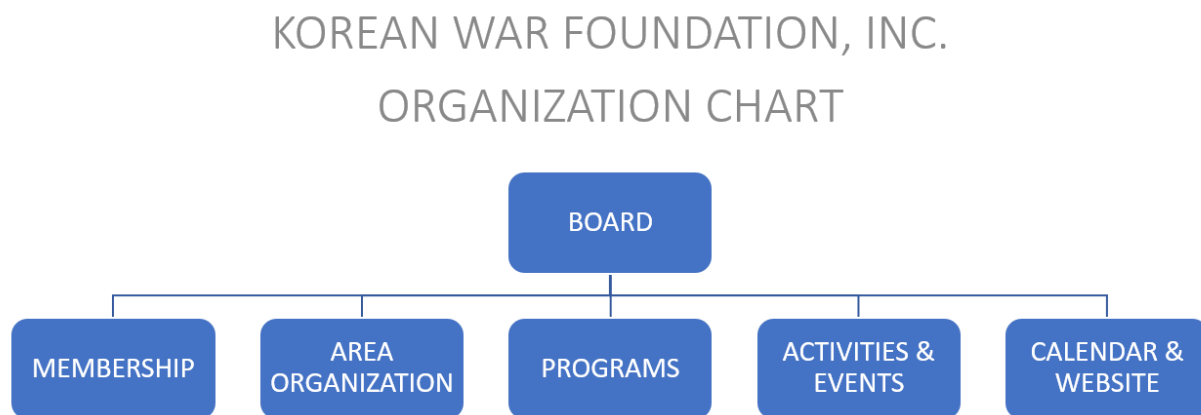 KOREAN WAR FOUNDATION, INC.
ORGANIZATION CHART
BOARD
MEMBERSHIP
AREA
ORGANIZATION
PROGRAMS
ACTIVITIES &
EVENTS
CALENDAR &
WEBSITE